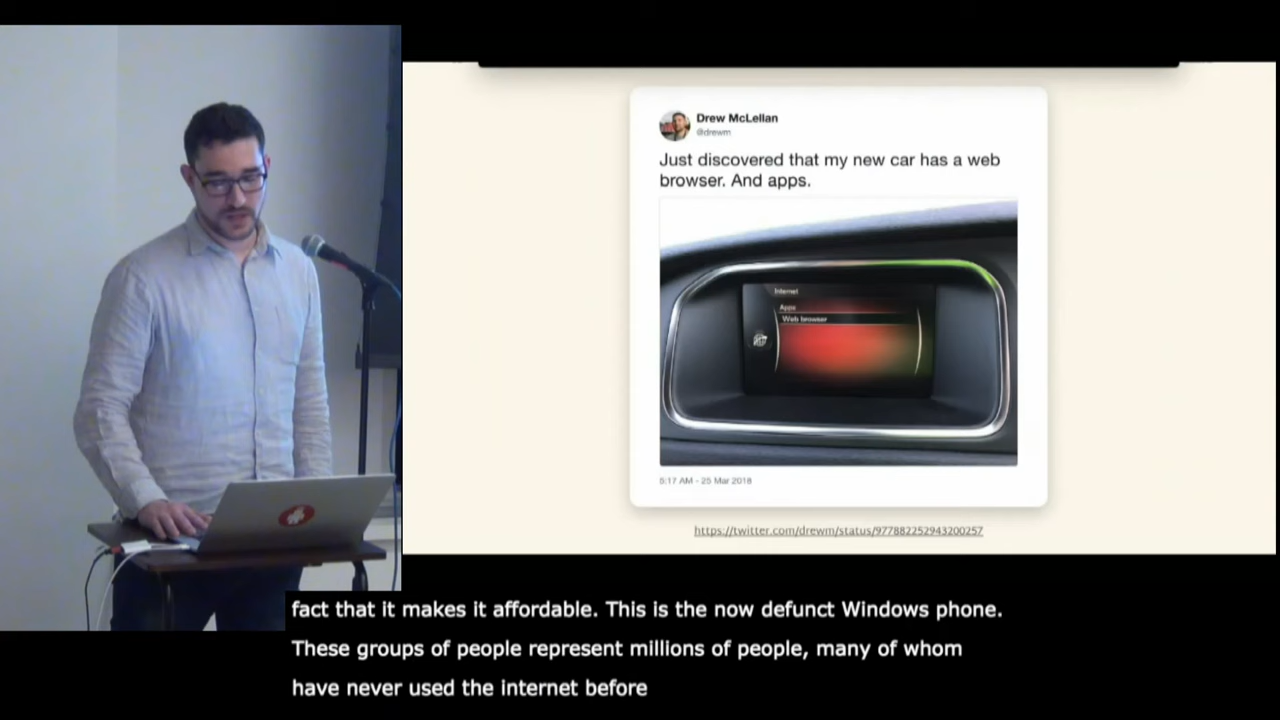 Drew McLellan
@drewm
Just discovered that my new car has a web
browser. And apps.
Internet
Apps
Web browser
5:17 AM - 25 Mar 2018
https://twitter.com/drewm/status/977882252943200257
fact that it makes it affordable. This is the now defunct Windows phone.
These groups of people represent millions of people, many of whom
have never used the internet before